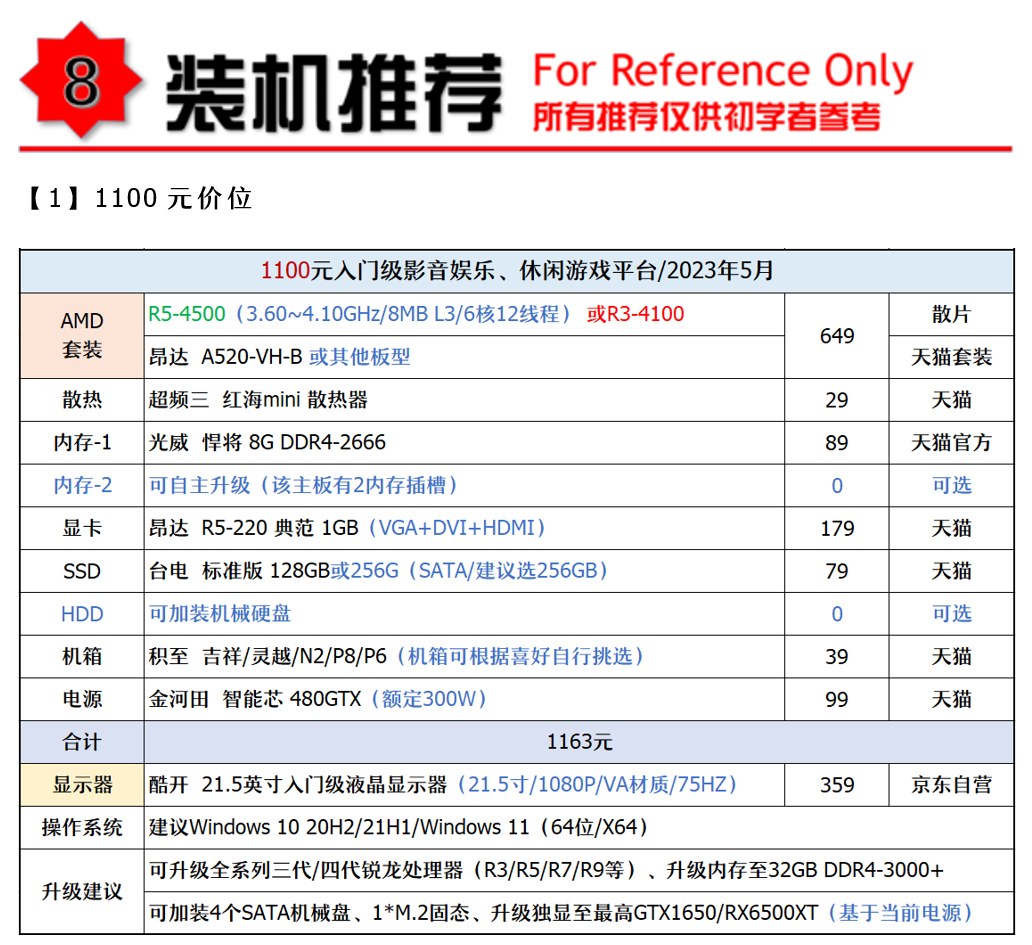 8 装机推荐 For Reference Only
所有推荐仅供初学者参考
【1】1100 元价位
1100元入门级影音娱乐、休闲游戏平台/2023年5月
AMD 套装 R5-4500（3.60~4.10GHz/8MB L3/6核12线程） 或R3-4100 649 散片
昂达 A520-VH-B 或其他板型 天猫套装
散热 超频三 红海mini 散热器 29 天猫
内存-1 光威 悍将 8G DDR4-2666 89 天猫官方
内存-2 可自主升级（该主板有2内存插槽） 0 可选
显卡 昂达 R5-220 典范 1GB（VGA+DVI+HDMI） 179 天猫
SSD 台电 标准版 128GB或256G（SATA/建议选256GB） 79 天猫
HDD 可加装机械硬盘 0 可选
机箱 积至 吉祥/灵越/N2/P8/P6（机箱可根据喜好自行挑选） 39 天猫
电源 金河田 智能芯 480GTX（额定300W） 99 天猫
合计 1163元
显示器 酷开 21.5英寸入门级液晶显示器（21.5寸/1080P/VA材质/75HZ） 359 京东自营
操作系统 建议Windows 10 20H2/21H1/Windows 11（64位/X64）
升级建议 可升级全系列三代/四代锐龙处理器（R3/R5/R7/R9等）、升级内存至32GB DDR4-3000+
可加装4个SATA机械盘、1*M.2固态、升级独显至最高GTX1650/RX6500XT（基于当前电源）